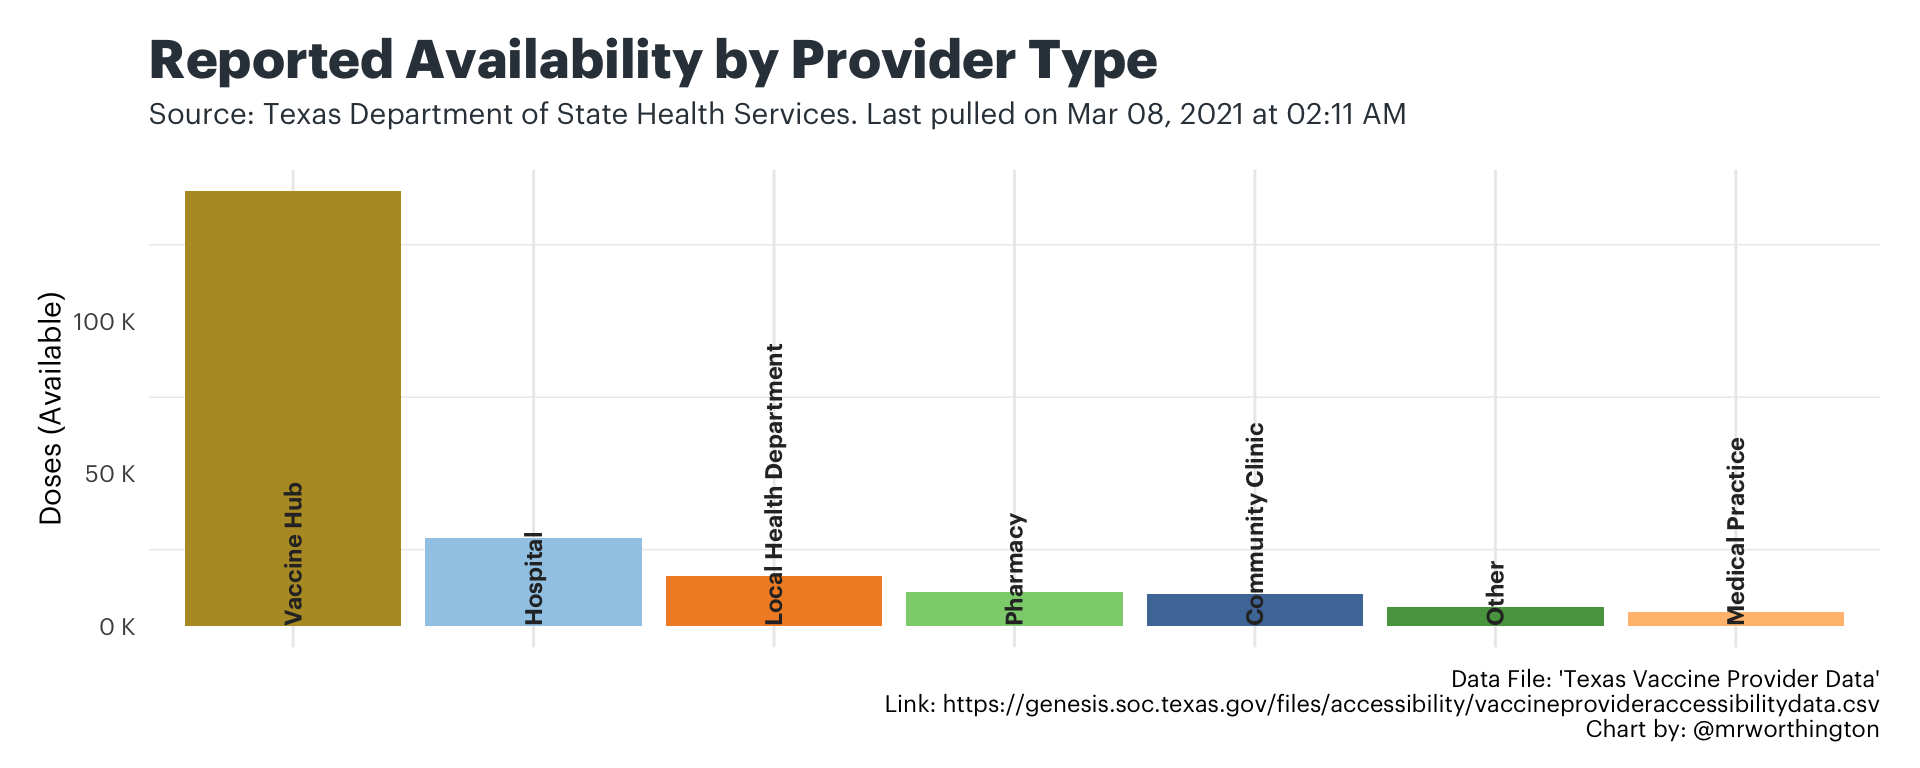 Reported Availability by Provider Type
Source: Texas Department of State Health Services. Last pulled on Mar 08, 2021 at 02:11 AM
Doses (Available)
100 K
50 K
0 K
Vaccine Hub
Hospital
Local Health Department
Pharmacy
Community Clinic
Other
Medical Practice
Data File: 'Texas Vaccine Provider Data'
Link: https://genesis.soc.texas.gov/files/accessibility/vaccineprovideraccessibilitydata.csv
Chart by: @mrworthington